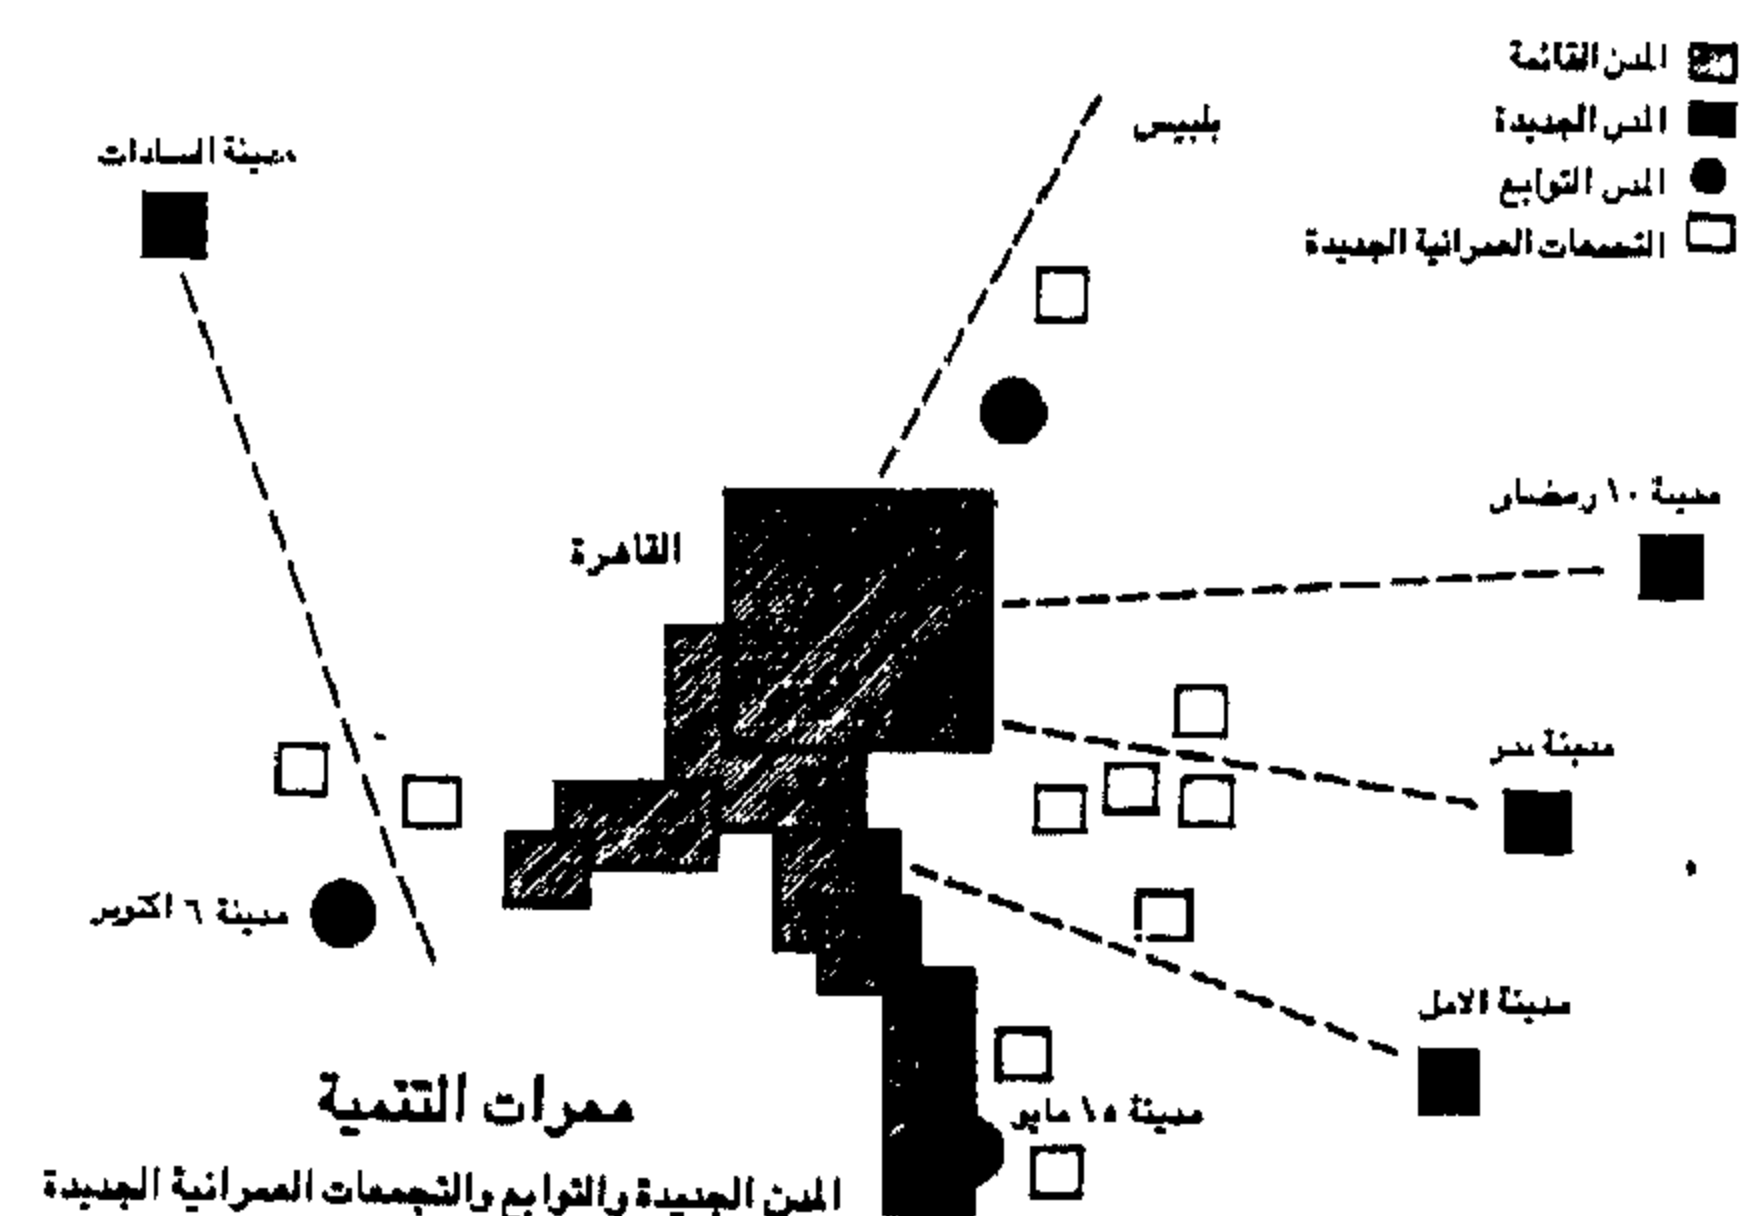 المدن القائمة
المدن الجديدة
المدن التوابع
التجمعات العمرانية الجديدة
بلبيس
مدينة السادات
مدينة ١٠ رمضان
القاهرة
مدينة بدر
مدينة ٦ اكتوبر
مدينة الامل
مدينة ١٥ مايو
ممرات التنمية
المدن الجديدة والتوابع والتجمعات العمرانية الجديدة